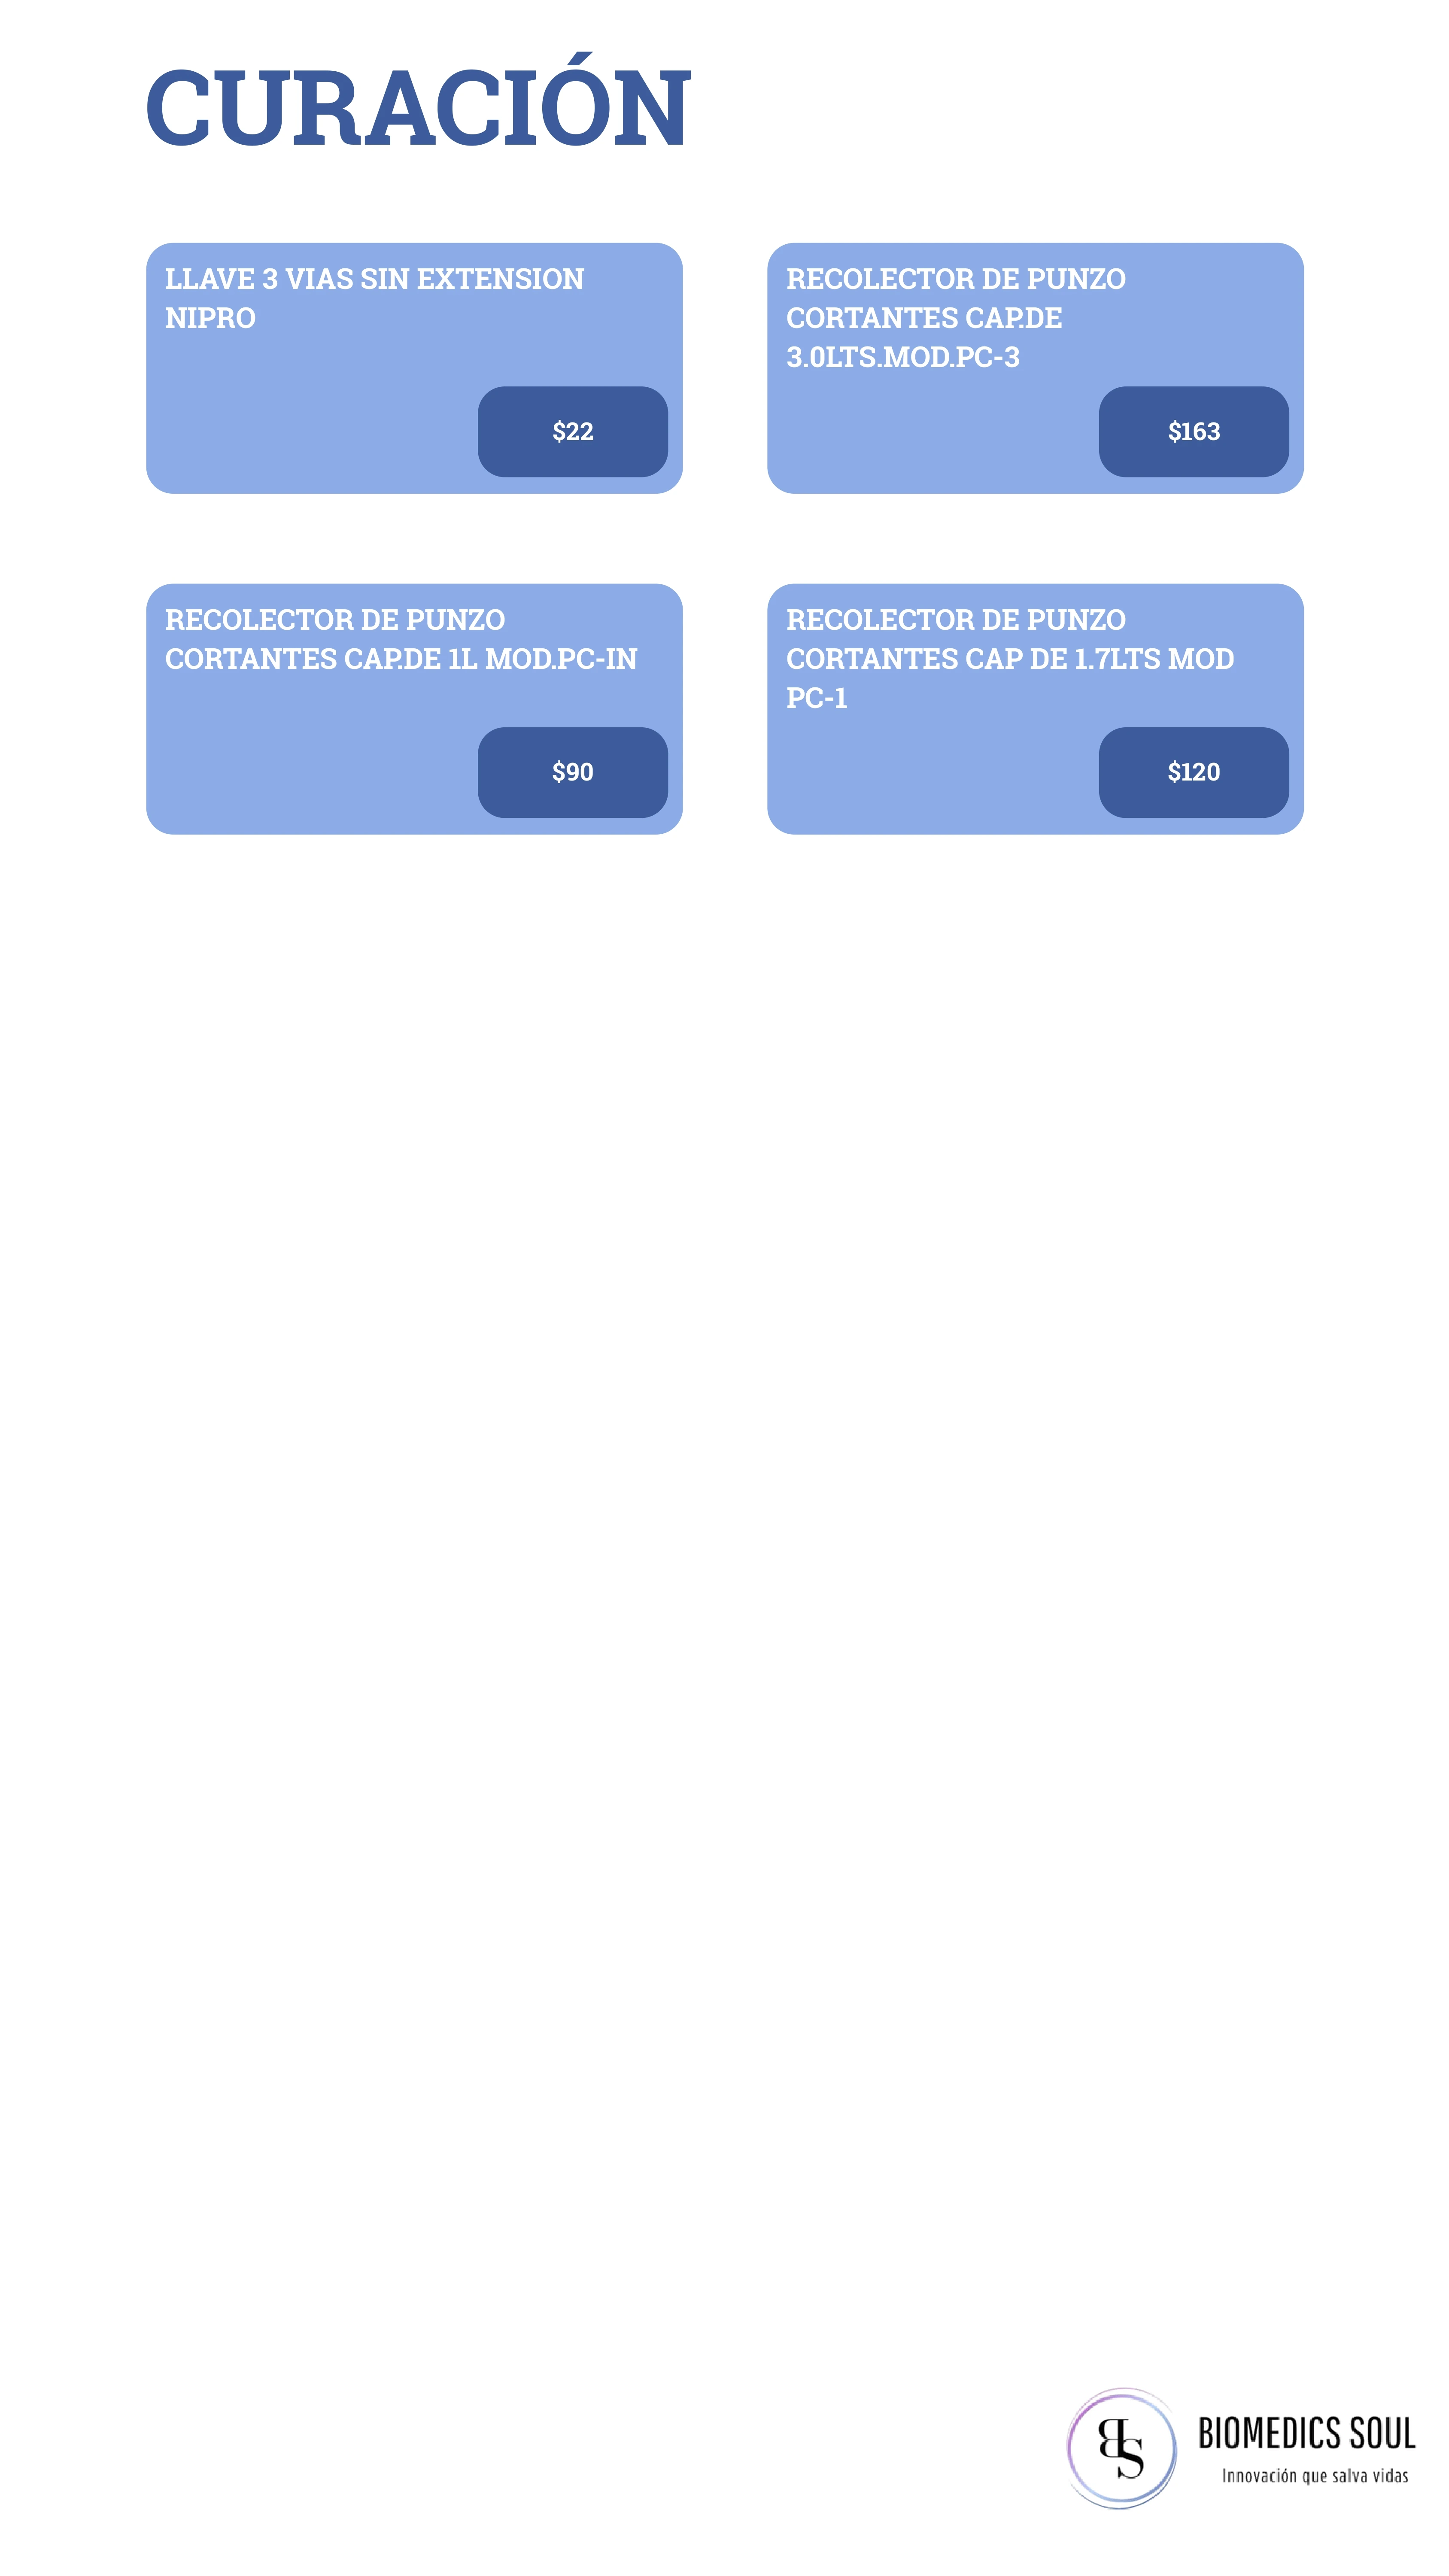 CURACIÓN
LLAVE 3 VIAS SIN EXTENSION
NIPRO
$22
RECOLECTOR DE PUNZO
CORTANTES CAP.DE
3.0LTS.MOD.PC-3
$163
RECOLECTOR DE PUNZO
CORTANTES CAP.DE 1L MOD.PC-IN
$90
RECOLECTOR DE PUNZO
CORTANTES CAP DE 1.7LTS MOD
PC-1
$120
BS
BIOMEDICS SOUL
Innovación que salva vidas